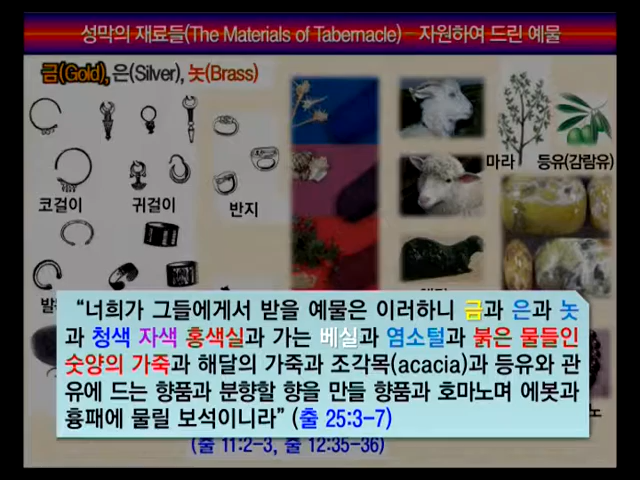 성막의 재료들(The Materials of Tabernacle) - 자원하여 드린 예물
금(Gold), 은(Silver), 놋(Brass)
마라 등유(감람유)
코걸이 귀걸이 반지
“너희가 그들에게서 받을 예물은 이러하니 금과 은과 놋
과 청색 자색 홍색실과 가는 베실과 염소털과 붉은 물들인
숫양의 가죽과 해달의 가죽과 조각목(acacia)과 등유와 관
유에 드는 향품과 분향할 향을 만들 향품과 호마노며 에봇과
흉패에 물릴 보석이니라” (출 25:3-7)
(출 11:2-3, 출 12:35-36)